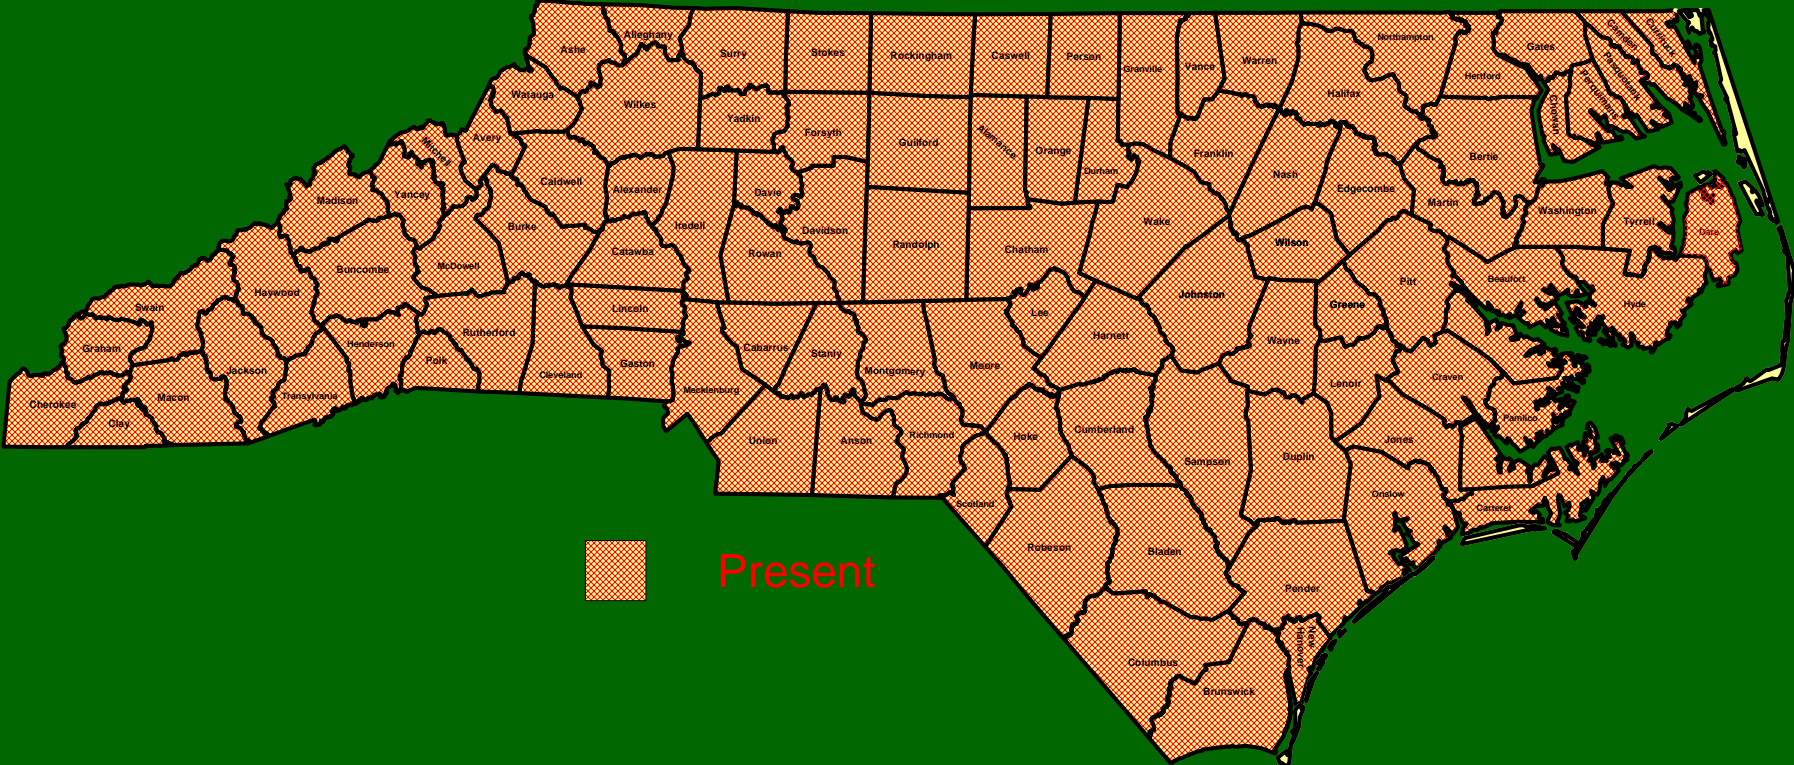 Ashe
Alleghany
Surry
Stokes
Rockingham
Caswell
Person
Granville
Vance
Warren
Northampton
Gates
Camden
Currituck
Hertford
Halifax
Pasquotank
Perquimans
Chowan
Watauga
Wilkes
Yadkin
Forsyth
Guilford
Alamance
Orange
Durham
Franklin
Nash
Edgecombe
Bertie
Mitchell
Avery
Caldwell
Alexander
Davie
Iredell
Madison
Yancey
Burke
Davidson
Randolph
Chatham
Wake
Wilson
Martin
Washington
Tyrrell
Dare
Buncombe
McDowell
Catawba
Rowan
Johnston
Pitt
Beaufort
Hyde
Swain
Haywood
Rutherford
Lincoln
Lee
Harnett
Greene
Graham
Henderson
Polk
Cleveland
Gaston
Mecklenburg
Cabarrus
Stanly
Montgomery
Moore
Wayne
Lenoir
Craven
Cherokee
Clay
Macon
Jackson
Transylvania
Union
Anson
Richmond
Hoke
Cumberland
Sampson
Duplin
Jones
Pamlico
Scotland
Onslow
Carteret
Robeson
Bladen
Pender
New
Hanover
Columbus
Brunswick
Present